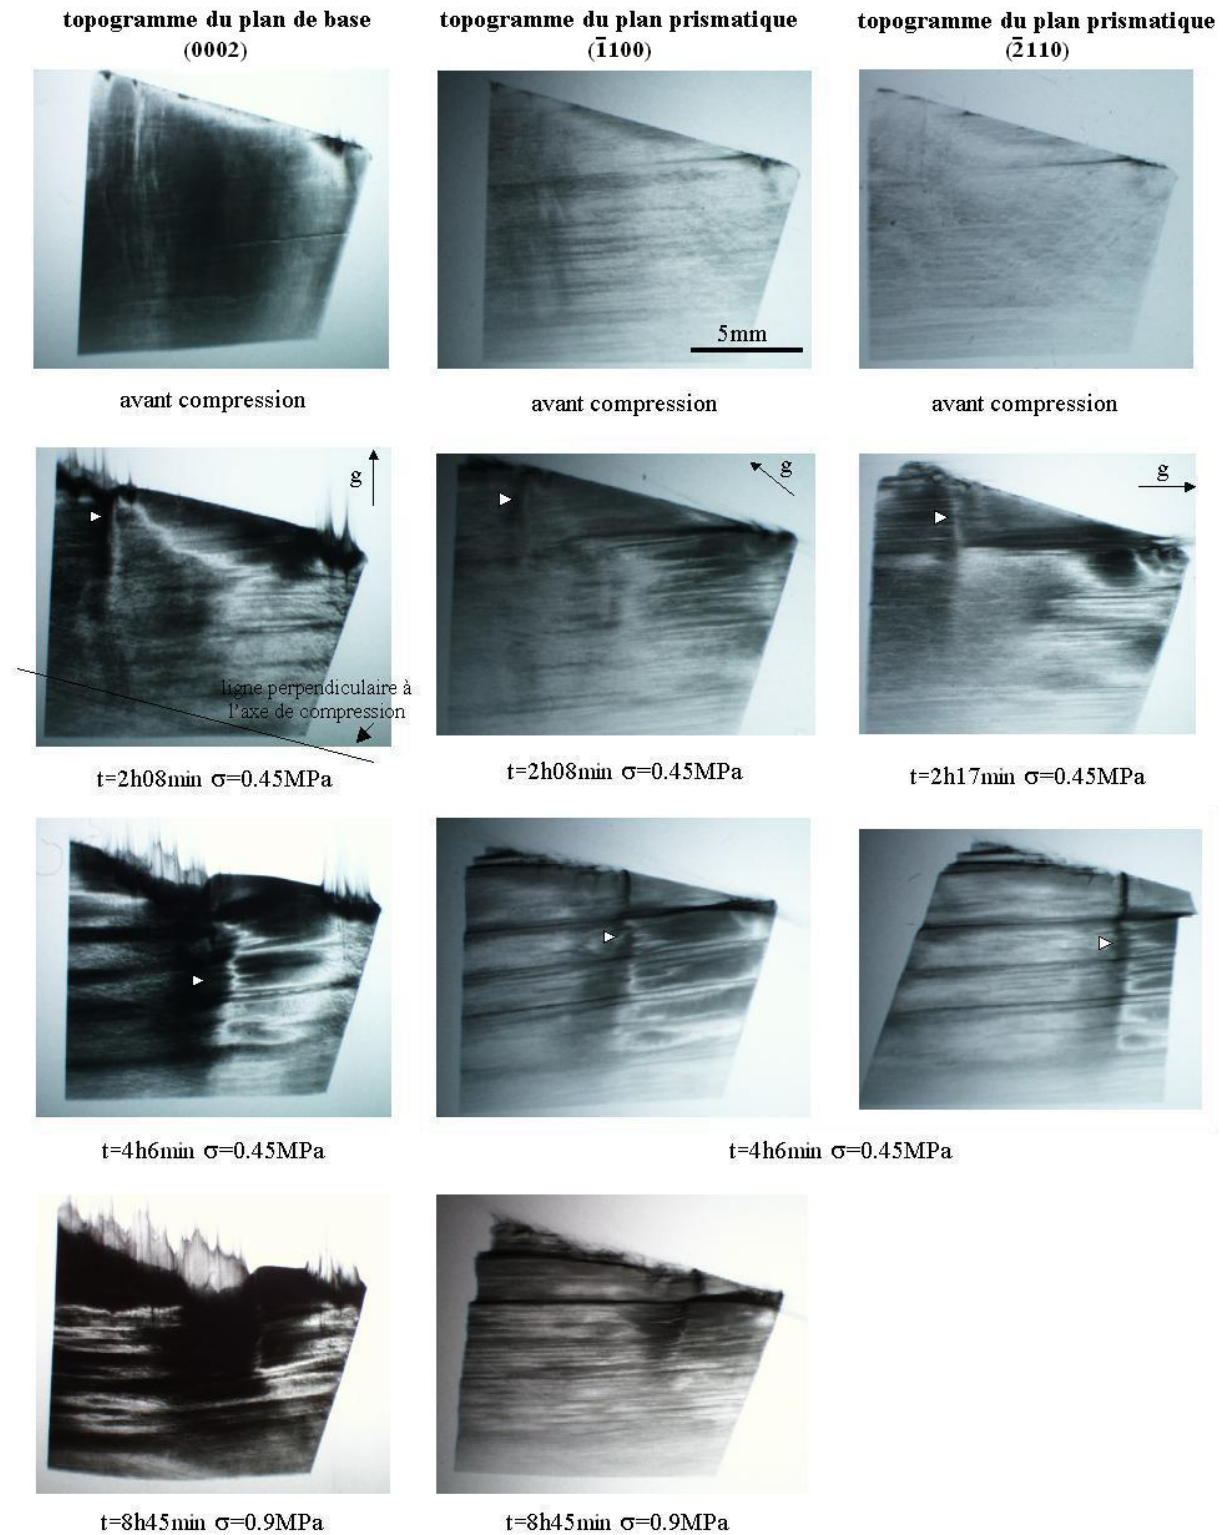 topogramme du plan de base
(0002)
topogramme du plan prismatique
(1̄100)
topogramme du plan prismatique
(2̄110)
5mm
avant compression
avant compression
avant compression
g
g
g
ligne perpendiculaire à
l'axe de compression
t=2h08min σ=0.45MPa
t=2h08min σ=0.45MPa
t=2h17min σ=0.45MPa
t=4h6min σ=0.45MPa
t=4h6min σ=0.45MPa
t=8h45min σ=0.9MPa
t=8h45min σ=0.9MPa